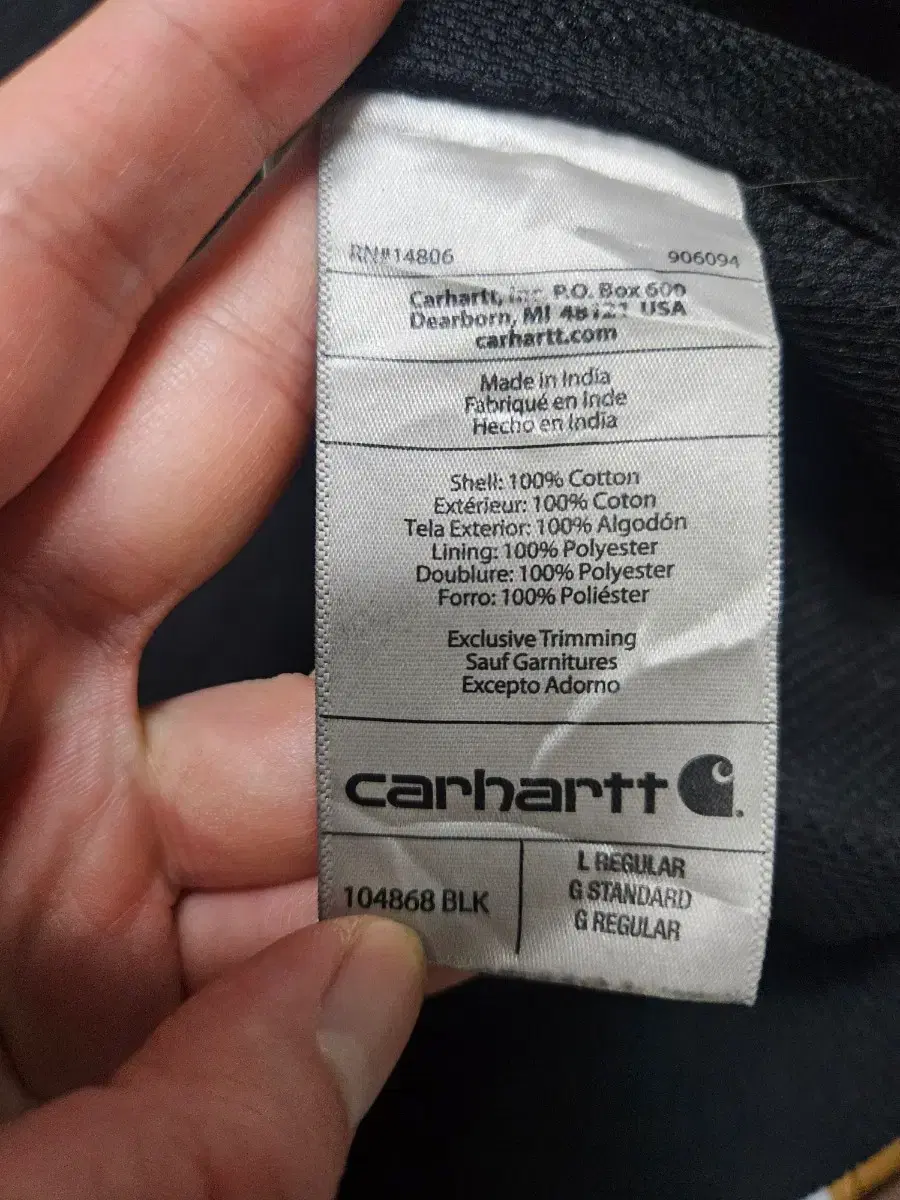 RN#14806 906094
Carhartt, Inc. P.O. Box 600
Dearborn, MI 48121 USA
carhartt.com
Made in India
Fabriqué en Inde
Hecho en India
Shell: 100% Cotton
Extérieur: 100% Coton
Tela Exterior: 100% Algodón
Lining: 100% Polyester
Doublure: 100% Polyester
Forro: 100% Poliéster
Exclusive Trimming
Sauf Garnitures
Excepto Adorno
carhartt
104868 BLK
L REGULAR
G STANDARD
G REGULAR